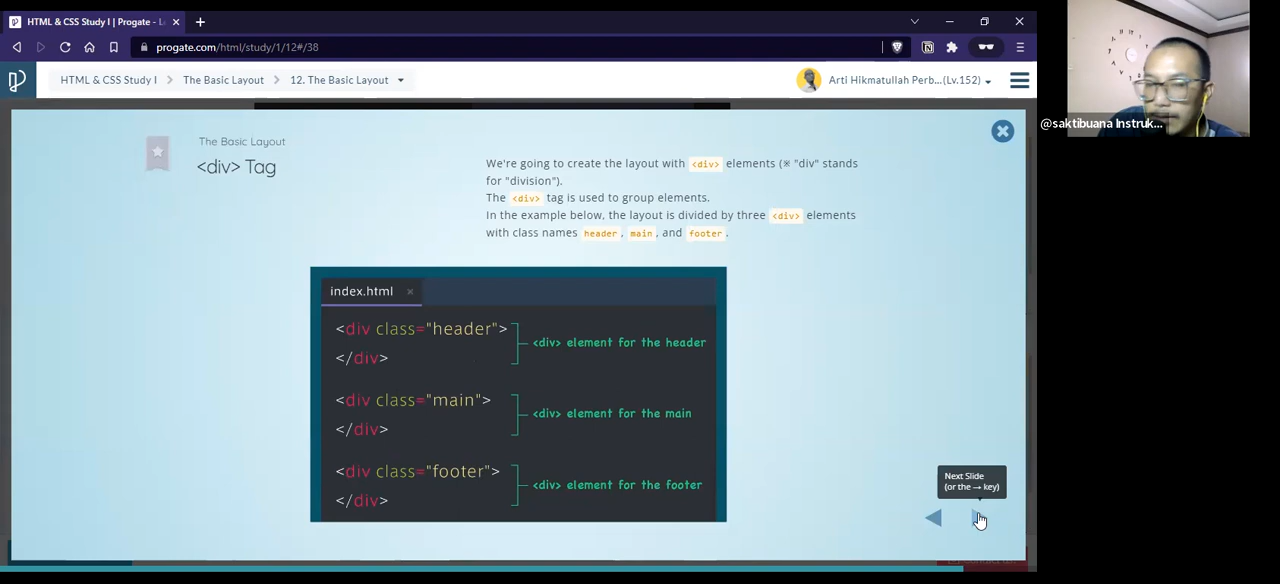 HTML & CSS Study I | Progate - L
progate.com/html/study/1/12#/38
HTML & CSS Study I
The Basic Layout
12. The Basic Layout
Arti Hikmatullah Perb...(Lv.152)
@saktibuana Instruk...
The Basic Layout
<div> Tag
We're going to create the layout with <div> elements (※ "div" stands
for "division").
The <div> tag is used to group elements.
In the example below, the layout is divided by three <div> elements
with class names header, main, and footer.
index.html
<div class="header">
<div> element for the header
</div>
<div class="main">
<div> element for the main
</div>
<div class="footer">
<div> element for the footer
</div>
Next Slide
(or the → key)